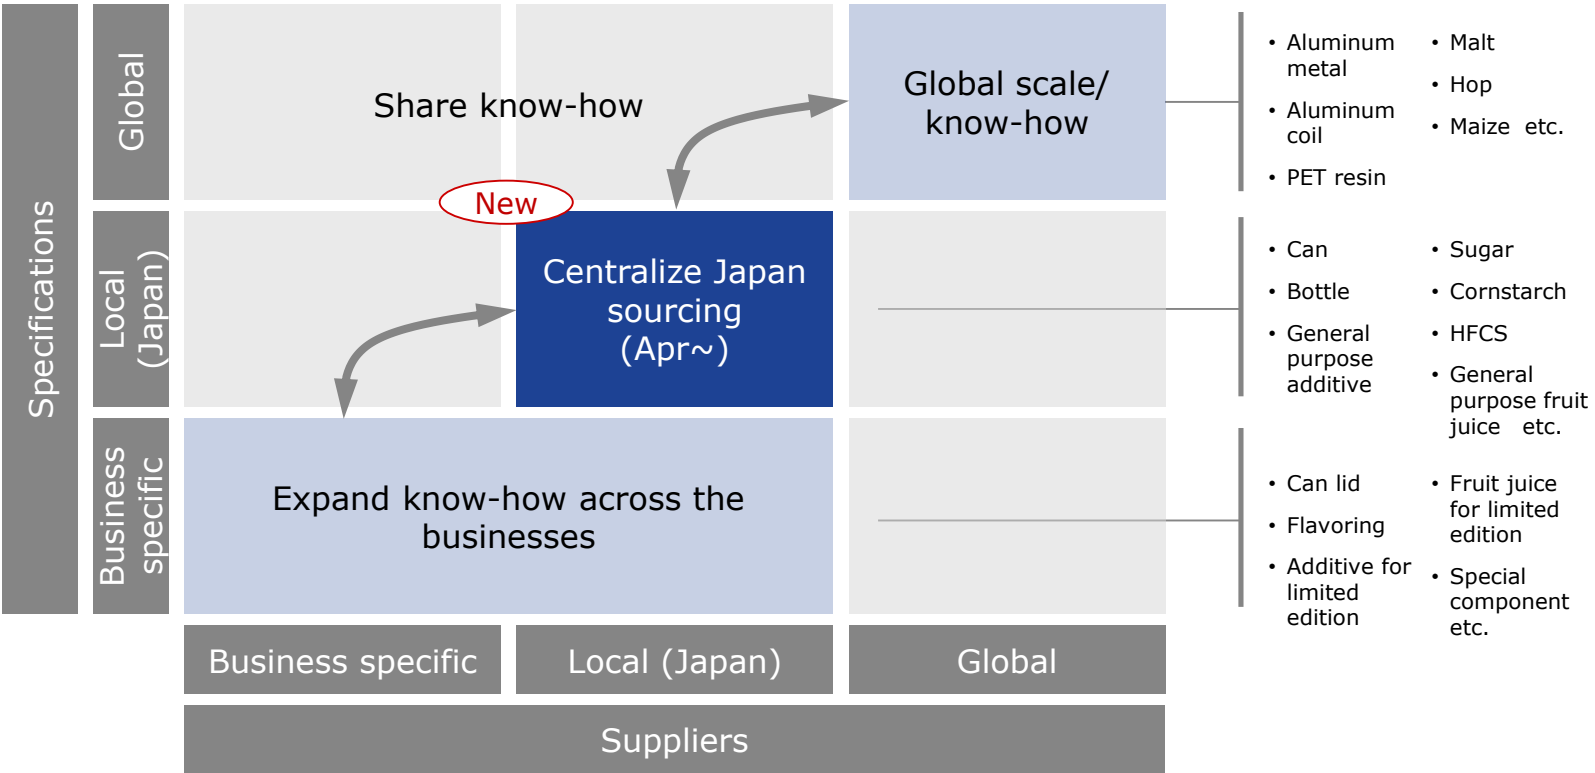 Specifications
Global
Local
(Japan)
Business
specific
Share know-how
Global scale/
know-how
New
Centralize Japan
sourcing
(Apr~)
Expand know-how across the
businesses
Business specific
Local (Japan)
Global
Suppliers
• Aluminum
metal
• Aluminum
coil
• PET resin
• Malt
• Hop
• Maize etc.
• Can
• Bottle
• General
purpose
additive
• Sugar
• Cornstarch
• HFCS
• General
purpose fruit
juice etc.
• Can lid
• Flavoring
• Additive for
limited
edition
• Fruit juice
for limited
edition
• Special
component
etc.